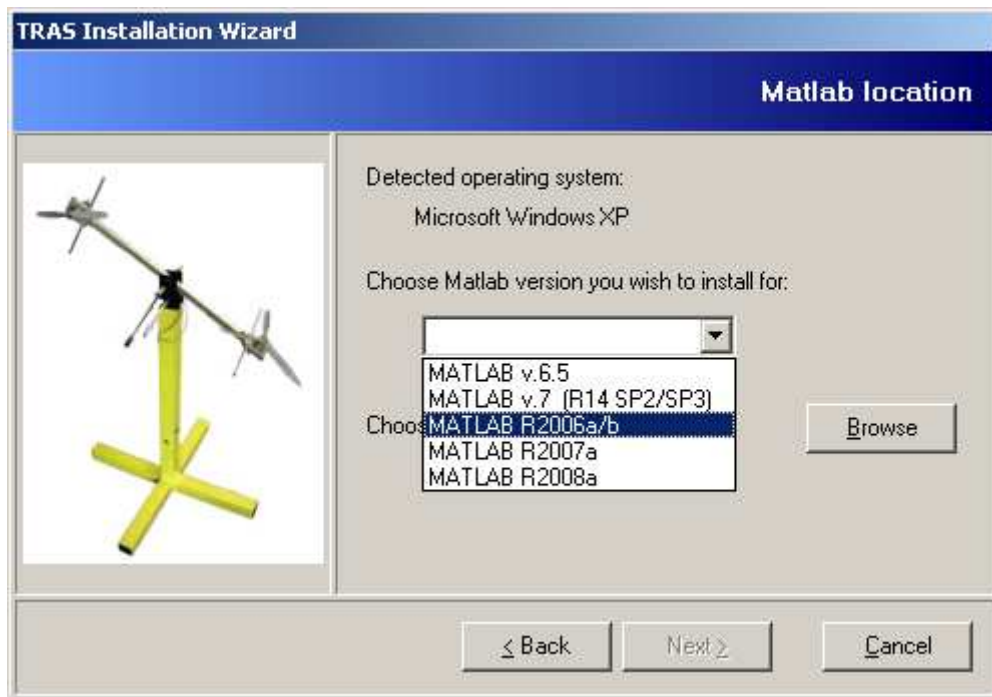 TRAS Installation Wizard
Matlab location
Detected operating system:
Microsoft Windows XP
Choose Matlab version you wish to install for:
MATLAB v.6.5
MATLAB v.7 (R14 SP2/SP3)
MATLAB R2006a/b
MATLAB R2007a
MATLAB R2008a
Browse
< Back
Next >
Cancel